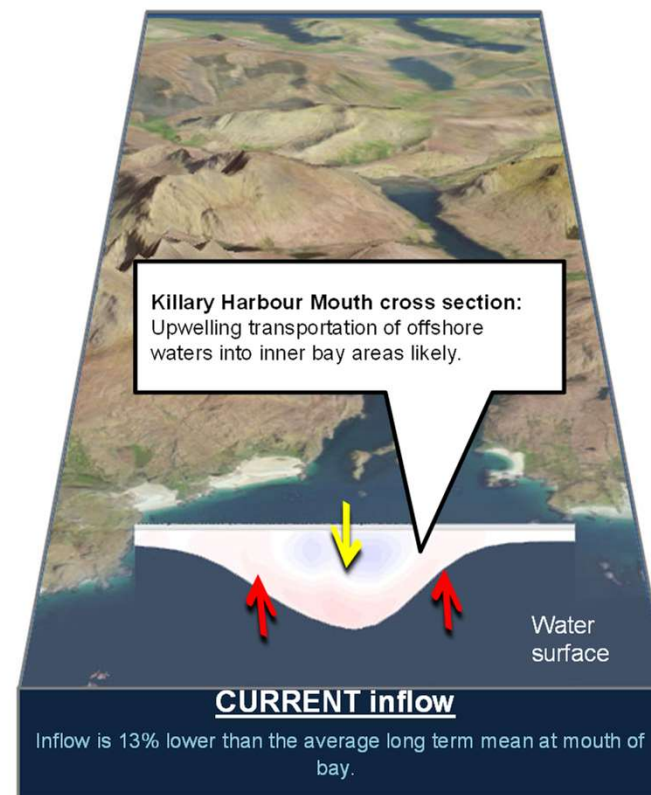 Killary Harbour Mouth cross section:
Upwelling transportation of offshore
waters into inner bay areas likely.
Water
surface
CURRENT inflow
Inflow is 13% lower than the average long term mean at mouth of
bay.